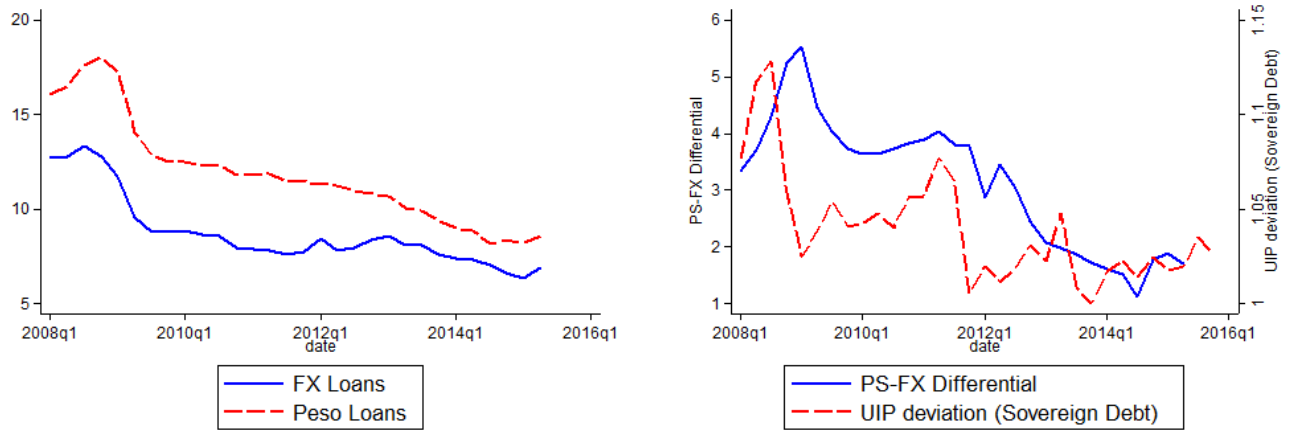 20
15
10
5
2008q1 2010q1 2012q1 2014q1 2016q1
date
FX Loans
Peso Loans
PS-FX Differential
6
5
4
3
2
1
1.15
1.1
1.05
1
UIP deviation (Sovereign Debt)
2008q1 2010q1 2012q1 2014q1 2016q1
date
PS-FX Differential
UIP deviation (Sovereign Debt)